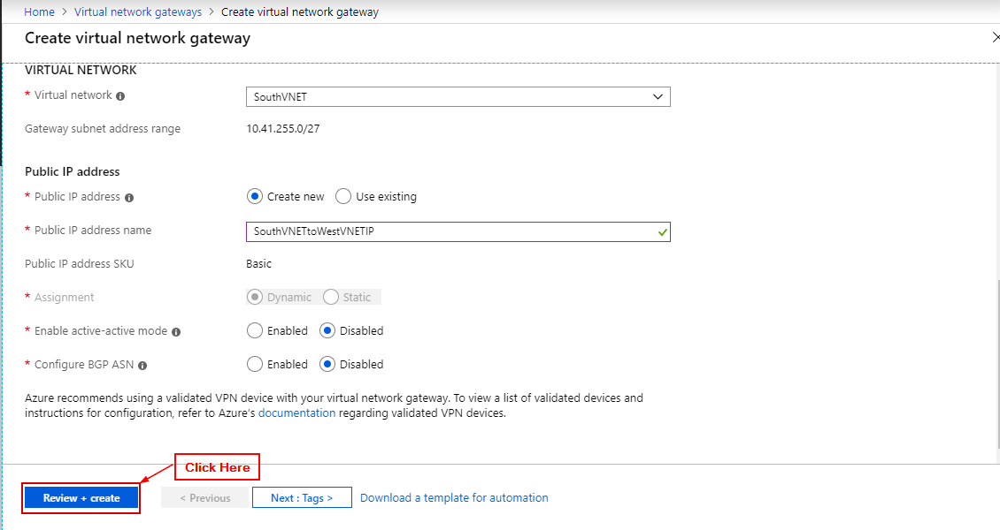 Home > Virtual network gateways > Create virtual network gateway
Create virtual network gateway
VIRTUAL NETWORK
* Virtual network
SouthVNET
Gateway subnet address range
10.41.255.0/27
Public IP address
* Public IP address
Create new
Use existing
* Public IP address name
SouthVNETtoWestVNETIP
Public IP address SKU
Basic
* Assignment
Dynamic
Static
* Enable active-active mode
Enabled
Disabled
* Configure BGP ASN
Enabled
Disabled
Azure recommends using a validated VPN device with your virtual network gateway. To view a list of validated devices and
instructions for configuration, refer to Azure's documentation regarding validated VPN devices.
Click Here
Review + create
< Previous
Next : Tags >
Download a template for automation